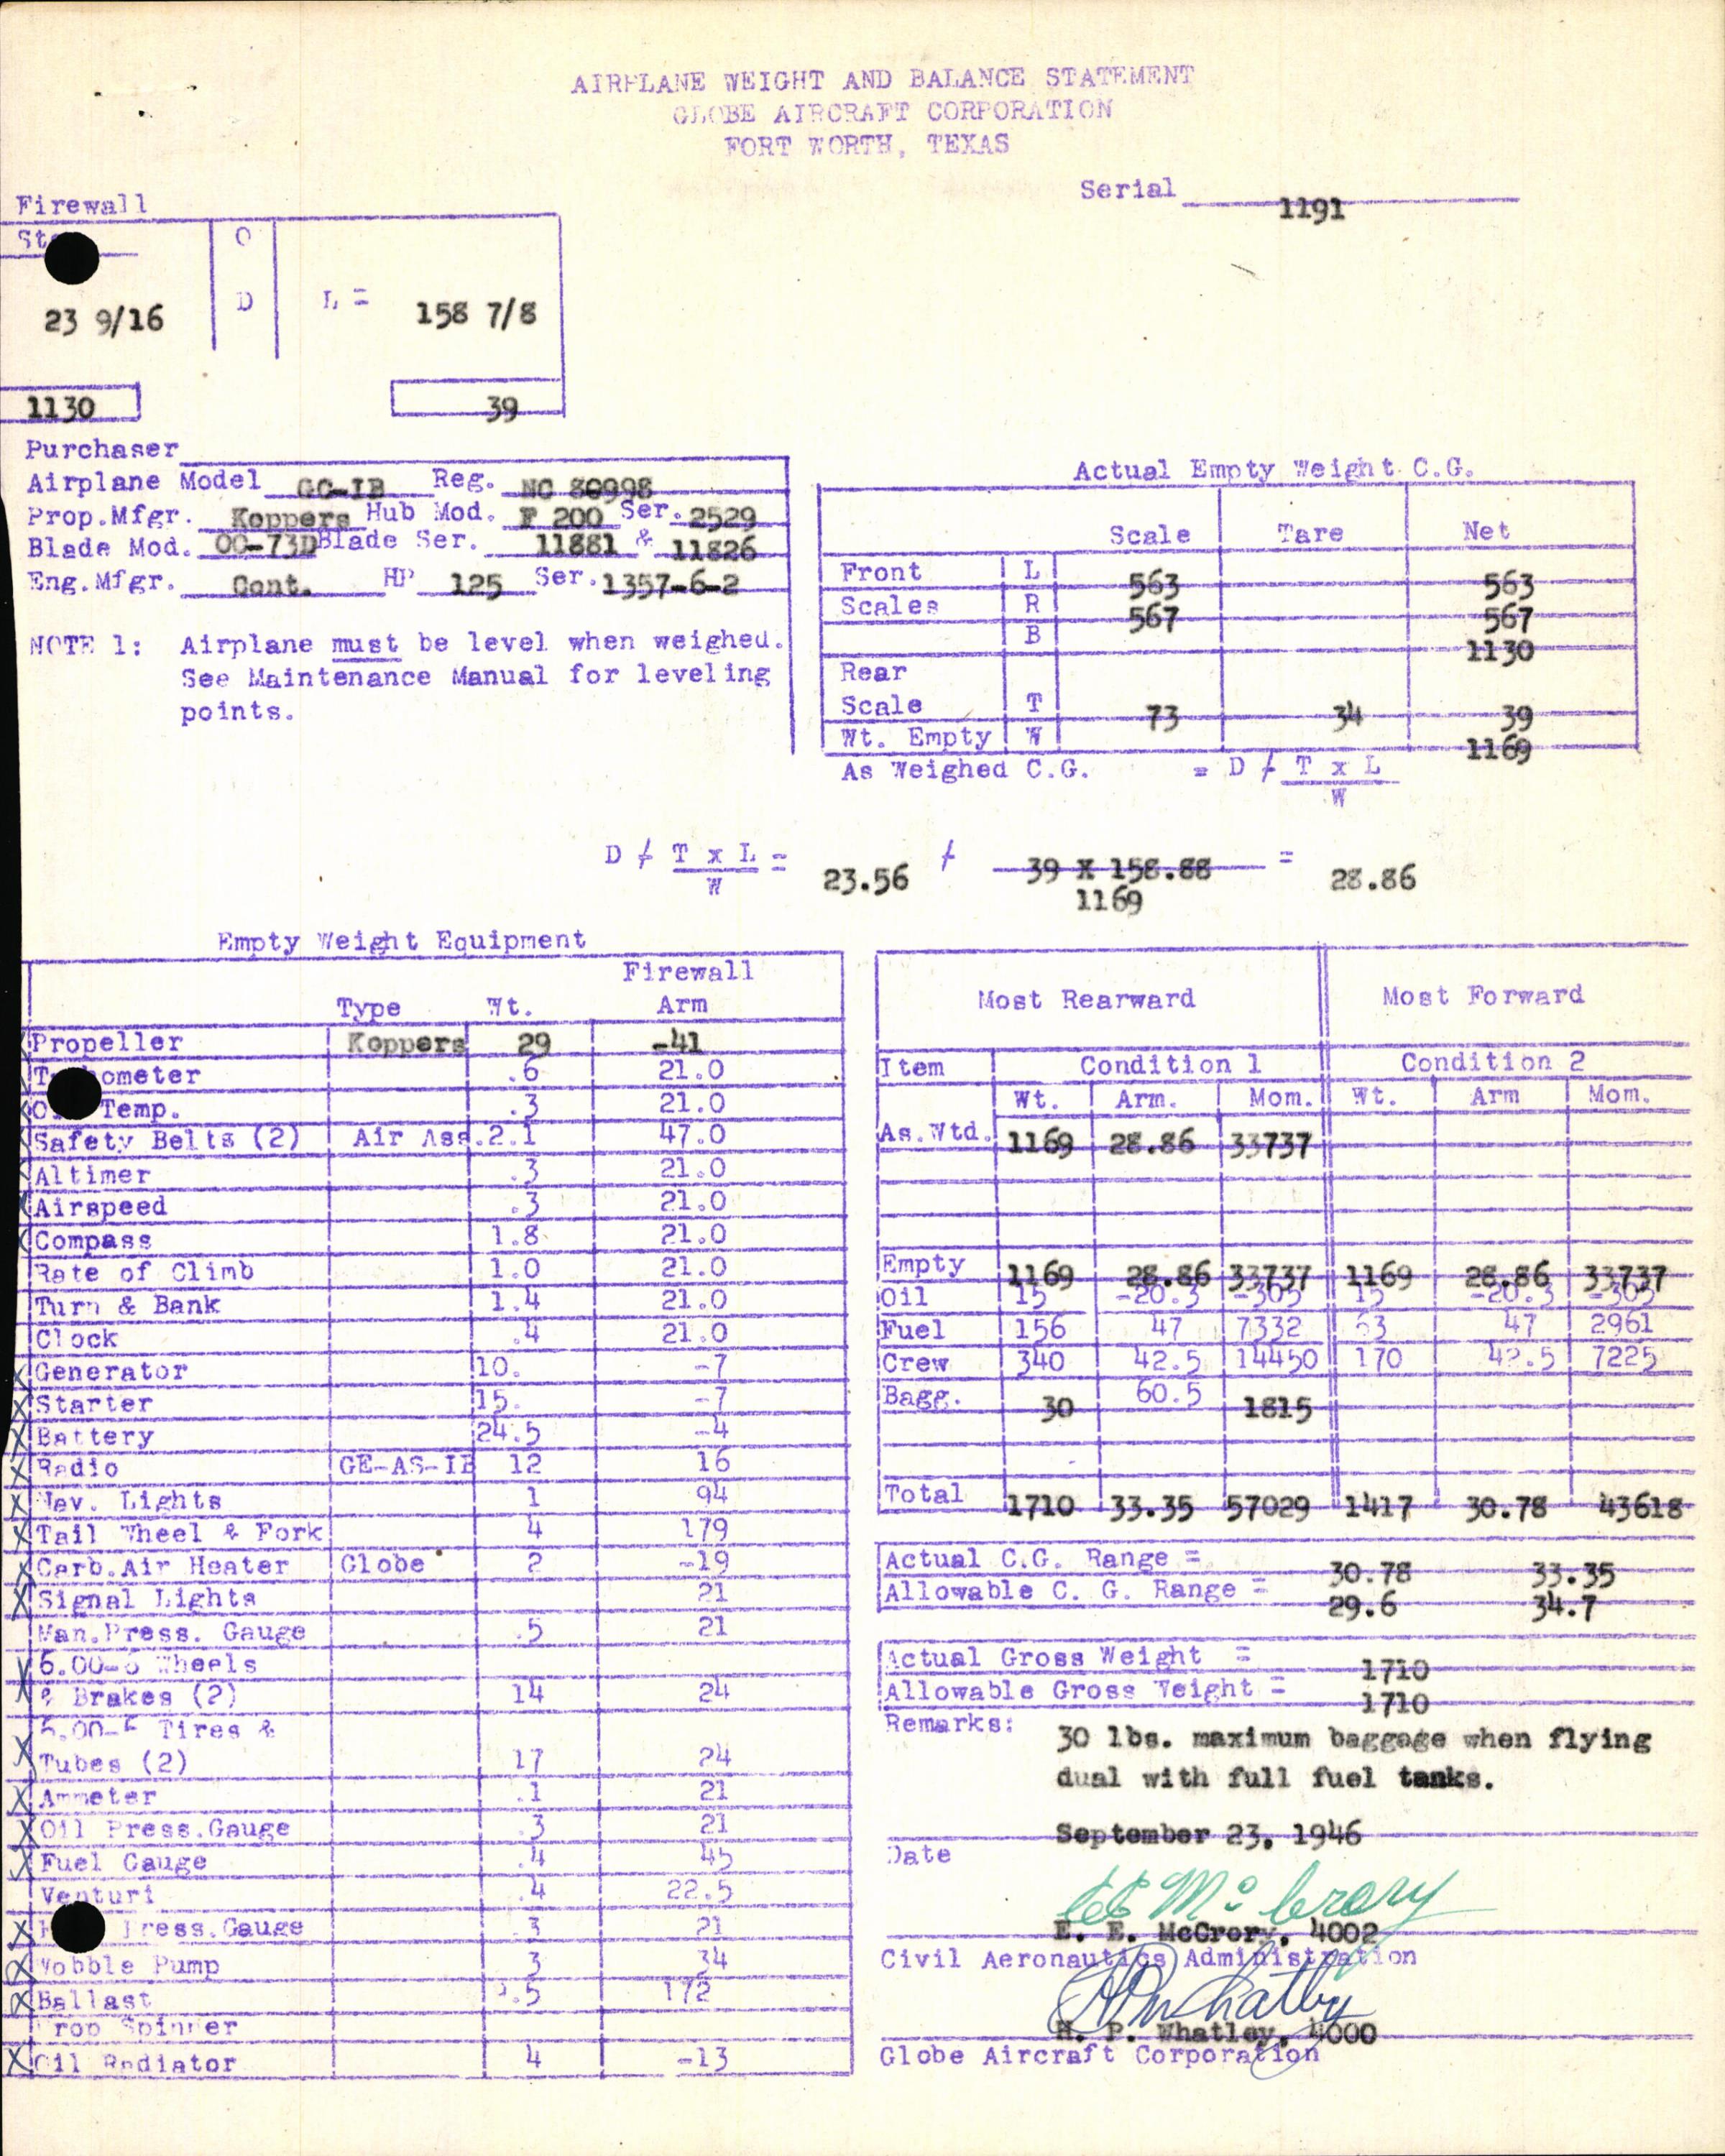 AIRPLANE WEIGHT AND BALANCE STATEMENT
GLOBE AIRCRAFT CORPORATION
FORT WORTH, TEXAS
Serial 1191
Firewall
O
23 9/16 D L = 158 7/8
1130 39
Purchaser
Airplane Model GC-IB Reg. NC 80998
Prop.Mfgr. Koppers Hub Mod. F 200 Ser. 2529
Blade Mod. 00-73D Blade Ser. 11881 & 11826
Eng.Mfgr. Cont. HP 125 Ser. 1357-6-2
NOTE 1: Airplane must be level when weighed.
See Maintenance Manual for leveling
points.
Actual Empty Weight C.G.
Scale Tare Net
Front L 563 563
Scales R 567 567
B 1130
Rear
Scale T 73 34 39
Wt. Empty W 1169
As Weighed C.G. = D / T x L
W
D / T x L = 23.56 / 39 X 158.88 = 28.86
W 1169
Empty Weight Equipment
Firewall
Type Wt. Arm
Propeller Koppers 29 -41
.6 21.0
Temp. .3 21.0
Safety Belts (2) Air Ass. 2.1 47.0
Altimer .3 21.0
Airspeed .3 21.0
Compass 1.8 21.0
Rate of Climb 1.0 21.0
Turn & Bank 1.4 21.0
Clock .4 21.0
Generator 10. -7
Starter 15. -7
Battery 24.5 -4
Radio GE-AS-IB 12 16
Nav. Lights 1 94
Tail Wheel & Fork 4 179
Carb.Air Heater Globe 2 -19
Signal Lights 21
Man.Press. Gauge .5 21
6.00-6 Wheels
& Brakes (2) 14 24
Tires &
Tubes (2) 17 24
Ammeter .1 21
Oil Press.Gauge .3 21
Fuel Gauge .4 45
Venturi .4 22.5
Press.Gauge .3 21
Wobble Pump 3 34
Ballast 172
Prop Spinner
Oil Radiator 4 -13
Most Rearward Most Forward
Item Condition 1 Condition 2
Wt. Arm. Mom. Wt. Arm Mom.
As.Wtd. 1169 28.86 33737
Empty 1169 28.86 33737 1169 28.86 33737
Oil 15 -20.3 -305 15 -20.3 -305
Fuel 156 47 7332 63 47 2961
Crew 340 42.5 14450 170 42.5 7225
Bagg. 30 60.5 1815
Total 1710 33.35 57029 1417 30.78 43618
Actual C.G. Range = 30.78 33.35
Allowable C. G. Range = 29.6 34.7
Actual Gross Weight = 1710
Allowable Gross Weight = 1710
Remarks: 30 lbs. maximum baggage when flying
dual with full fuel tanks.
September 23, 1946
Date
EE McCrory
E. E. McCrory, 4002
Civil Aeronautics Administration
HP Whatley
H. P. Whatley, 4000
Globe Aircraft Corporation